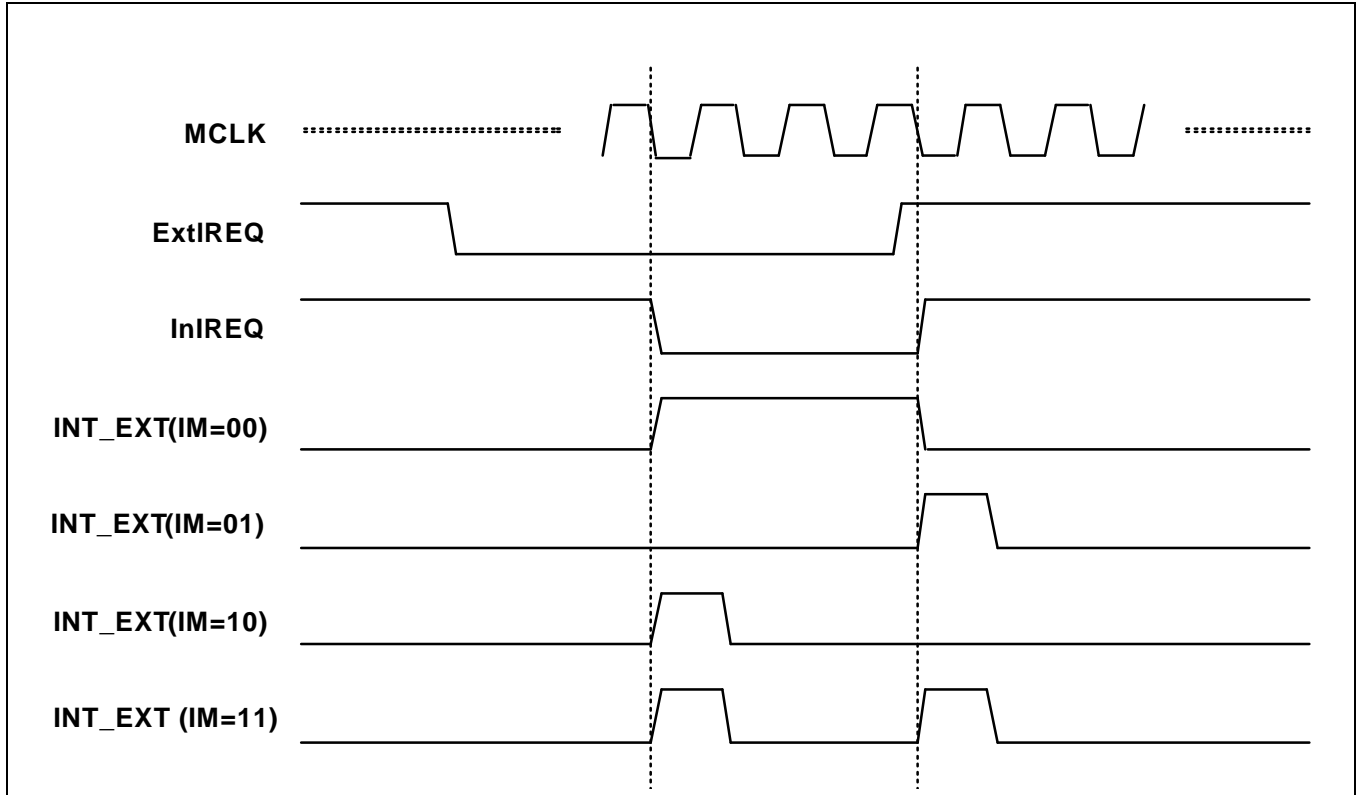 MCLK
ExtIREQ
InIREQ
INT_EXT(IM=00)
INT_EXT(IM=01)
INT_EXT(IM=10)
INT_EXT (IM=11)